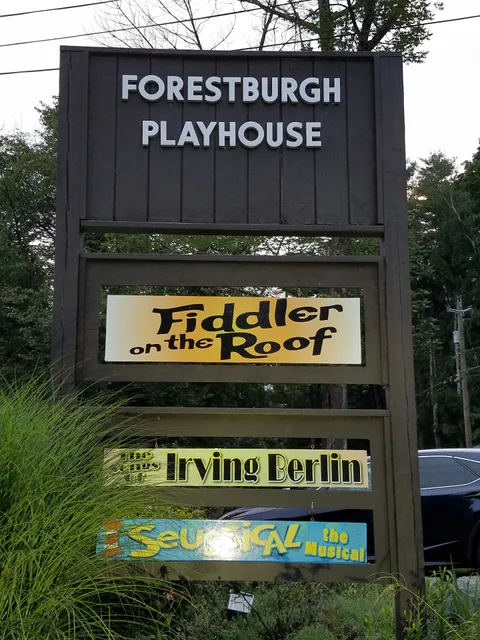 FORESTBURGH
PLAYHOUSE
Fiddler
on the Roof
the
songs
of Irving Berlin
Seussical the
Musical